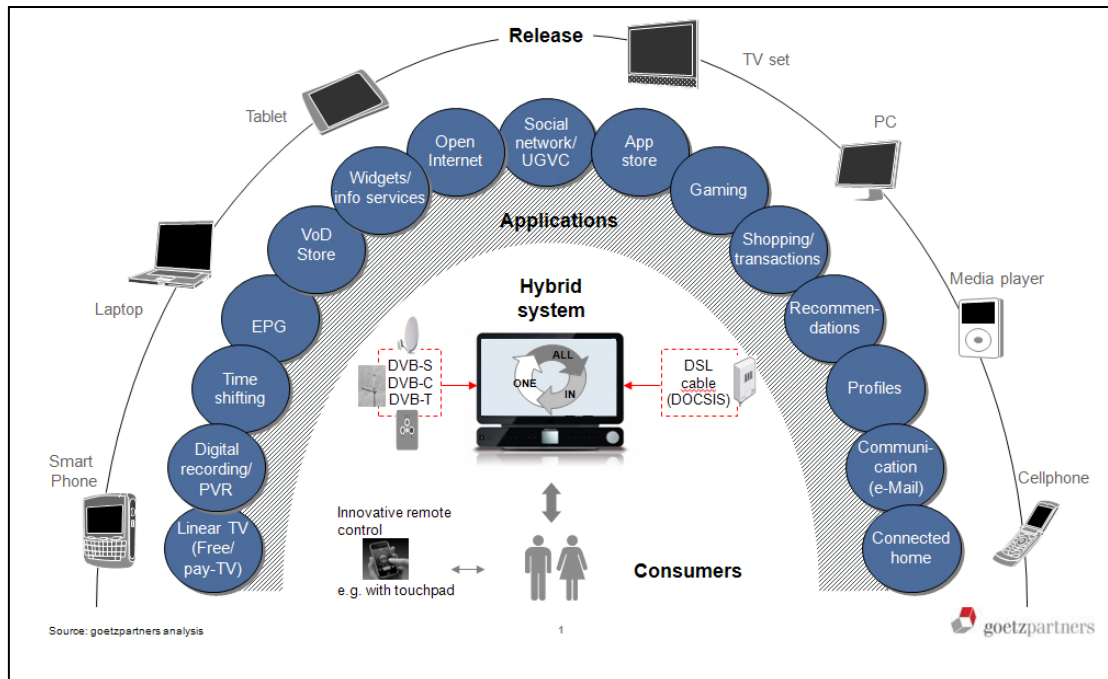 Release
TV set
Tablet
PC
Laptop
Media player
Smart
Phone
Cellphone
Linear TV
(Free/
pay-TV)
Digital
recording/
PVR
Time
shifting
EPG
VoD
Store
Widgets/
info services
Open
Internet
Social
network/
UGVC
App
store
Gaming
Shopping/
transactions
Recommen-
dations
Profiles
Communi-
cation
(e-Mail)
Connected
home
Applications
Hybrid
system
DVB-S
DVB-C
DVB-T
ALL
IN
ONE
DSL
cable
(DOCSIS)
Innovative remote
control
e.g. with touchpad
Consumers
Source: goetzpartners analysis
1
goetzpartners